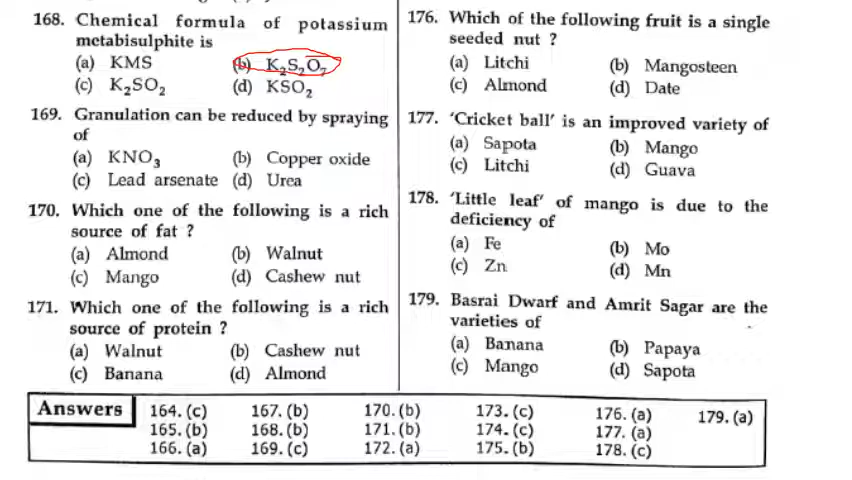 168. Chemical formula of potassium
metabisulphite is
(a) KMS (b) K₂S₂O₇
(c) K₂SO₂ (d) KSO₂
169. Granulation can be reduced by spraying
of
(a) KNO₃ (b) Copper oxide
(c) Lead arsenate (d) Urea
170. Which one of the following is a rich
source of fat ?
(a) Almond (b) Walnut
(c) Mango (d) Cashew nut
171. Which one of the following is a rich
source of protein ?
(a) Walnut (b) Cashew nut
(c) Banana (d) Almond
176. Which of the following fruit is a single
seeded nut ?
(a) Litchi (b) Mangosteen
(c) Almond (d) Date
177. 'Cricket ball' is an improved variety of
(a) Sapota (b) Mango
(c) Litchi (d) Guava
178. 'Little leaf' of mango is due to the
deficiency of
(a) Fe (b) Mo
(c) Zn (d) Mn
179. Basrai Dwarf and Amrit Sagar are the
varieties of
(a) Banana (b) Papaya
(c) Mango (d) Sapota
Answers 164. (c) 167. (b) 170. (b) 173. (c) 176. (a) 179. (a)
165. (b) 168. (b) 171. (b) 174. (c) 177. (a)
166. (a) 169. (c) 172. (a) 175. (b) 178. (c)